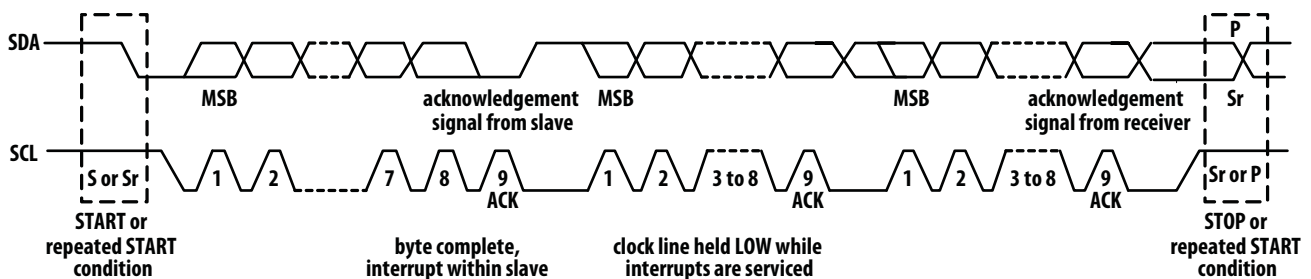 SDA
P
MSB
acknowledgement
signal from slave
MSB
MSB
acknowledgement
signal from receiver
Sr
SCL
S or Sr
1
2
7
8
9
ACK
1
2
3 to 8
9
ACK
1
2
3 to 8
9
ACK
Sr or P
START or
repeated START
condition
byte complete,
interrupt within slave
clock line held LOW while
interrupts are serviced
STOP or
repeated START
condition